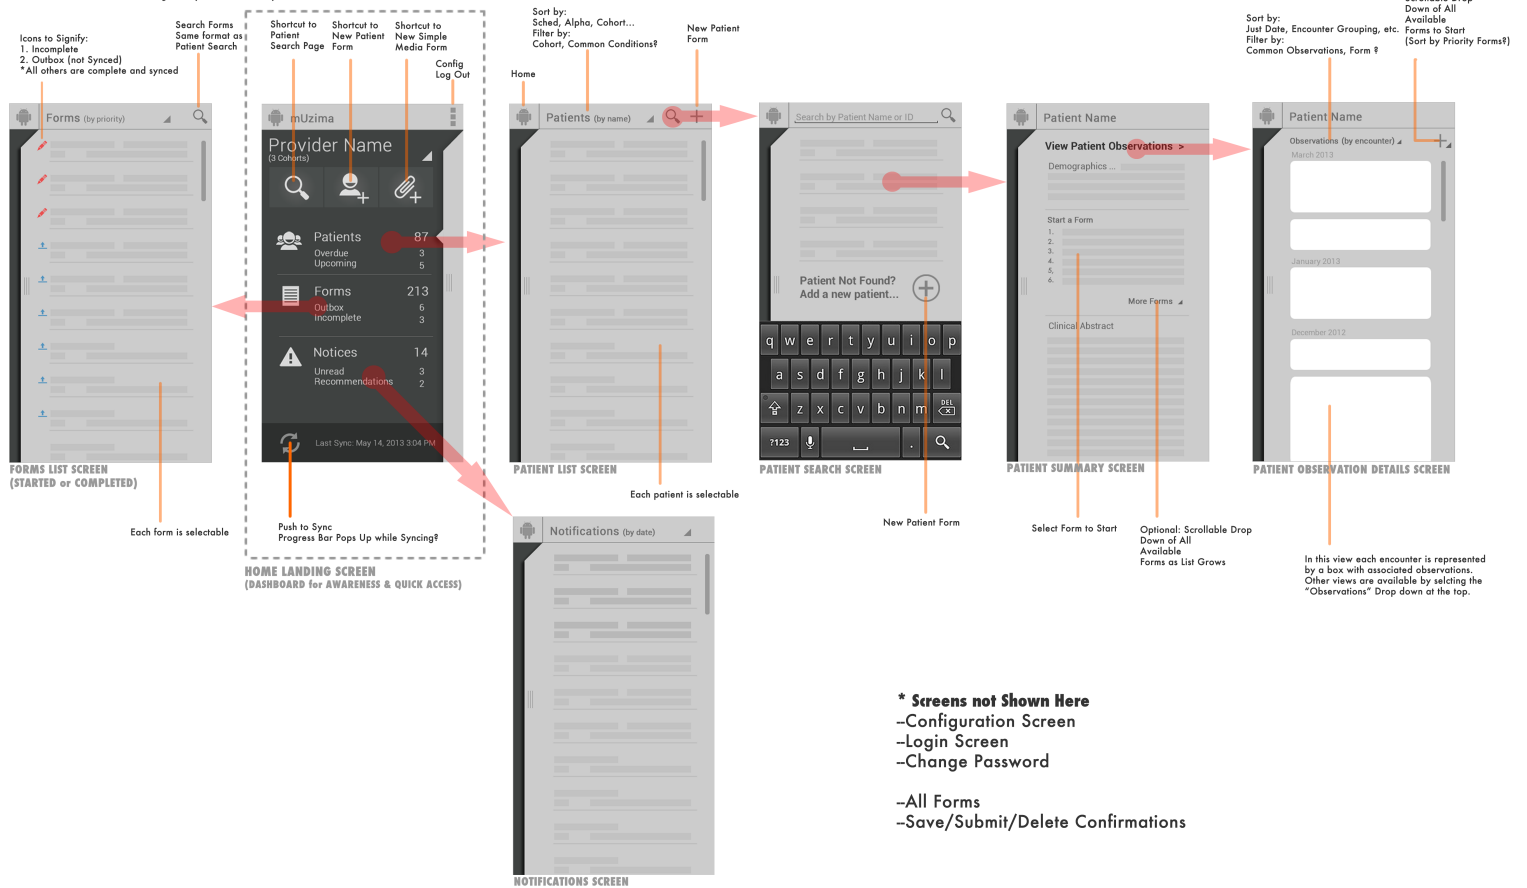 Icons to Signify:
1. Incomplete
2. Outbox (not Synced)
*All others are complete and synced
Search Forms
Same format as
Patient Search
Shortcut to
Patient
Search Page
Shortcut to
New Patient
Form
Shortcut to
New Simple
Media Form
Config
Log Out
Home
Sort by:
Sched, Alpha, Cohort...
Filter by:
Cohort, Common Conditions?
New Patient
Form
Sort by:
Just Date, Encounter Grouping, etc.
Filter by:
Common Observations, Form ?
Scrollable Drop
Down of All
Available
Forms to Start
(Sort by Priority Forms?)
Forms (by priority)
FORMS LIST SCREEN
(STARTED or COMPLETED)
Each form is selectable
mUzima
Provider Name
(3 Cohorts)
Patients 87
Overdue 3
Upcoming 5
Forms 213
Outbox 6
Incomplete 3
Notices 14
Unread 3
Recommendations 2
Last Sync: May 14, 2013 3:04 PM
Push to Sync
Progress Bar Pops Up while Syncing?
HOME LANDING SCREEN
(DASHBOARD for AWARENESS & QUICK ACCESS)
Patients (by name)
PATIENT LIST SCREEN
Each patient is selectable
Notifications (by date)
NOTIFICATIONS SCREEN
Search by Patient Name or ID
Patient Not Found?
Add a new patient...
q w e r t y u i o p
a s d f g h j k l
z x c v b n m DEL
?123 .
PATIENT SEARCH SCREEN
New Patient Form
Patient Name
View Patient Observations >
Demographics ...
Start a Form
1.
2.
3.
4.
5.
6.
More Forms
Clinical Abstract
PATIENT SUMMARY SCREEN
Select Form to Start
Optional: Scrollable Drop
Down of All
Available
Forms as List Grows
Patient Name
Observations (by encounter)
March 2013
January 2013
December 2012
PATIENT OBSERVATION DETAILS SCREEN
In this view each encounter is represented
by a box with associated observations.
Other views are available by selcting the
"Observations" Drop down at the top.
* Screens not Shown Here
--Configuration Screen
--Login Screen
--Change Password
--All Forms
--Save/Submit/Delete Confirmations